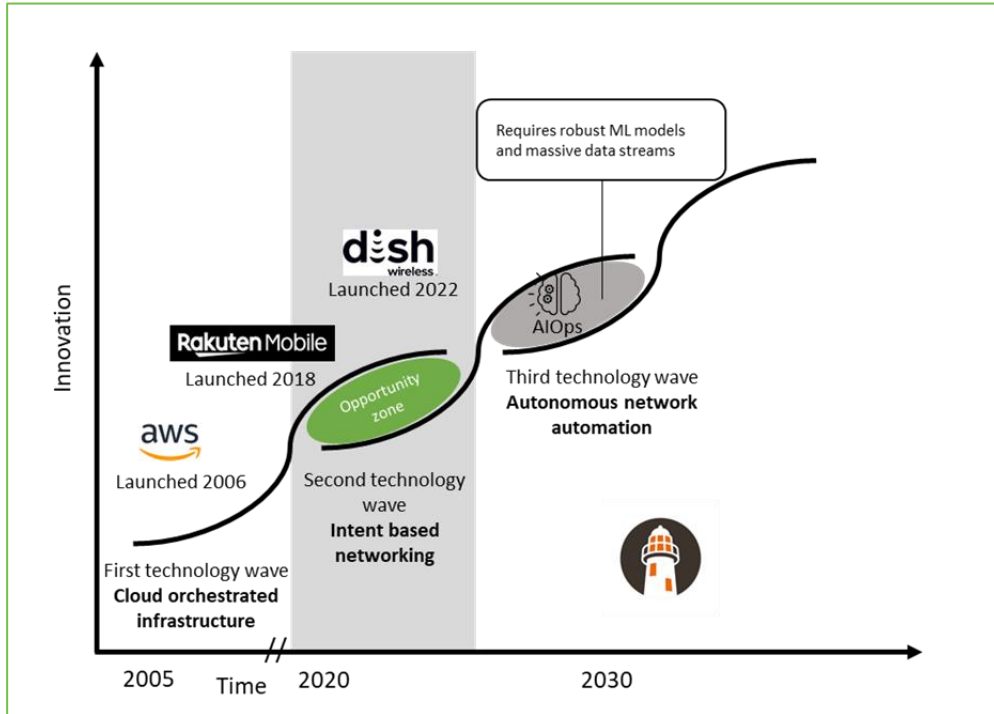 Requires robust ML models
and massive data streams
dish
wireless.
Launched 2022
AIOps
Rakuten Mobile
Launched 2018
Opportunity
zone
Third technology wave
Autonomous network
automation
aws
Launched 2006
Second technology
wave
Intent based
networking
First technology wave
Cloud orchestrated
infrastructure
Innovation
2005
Time
//
2020
2030